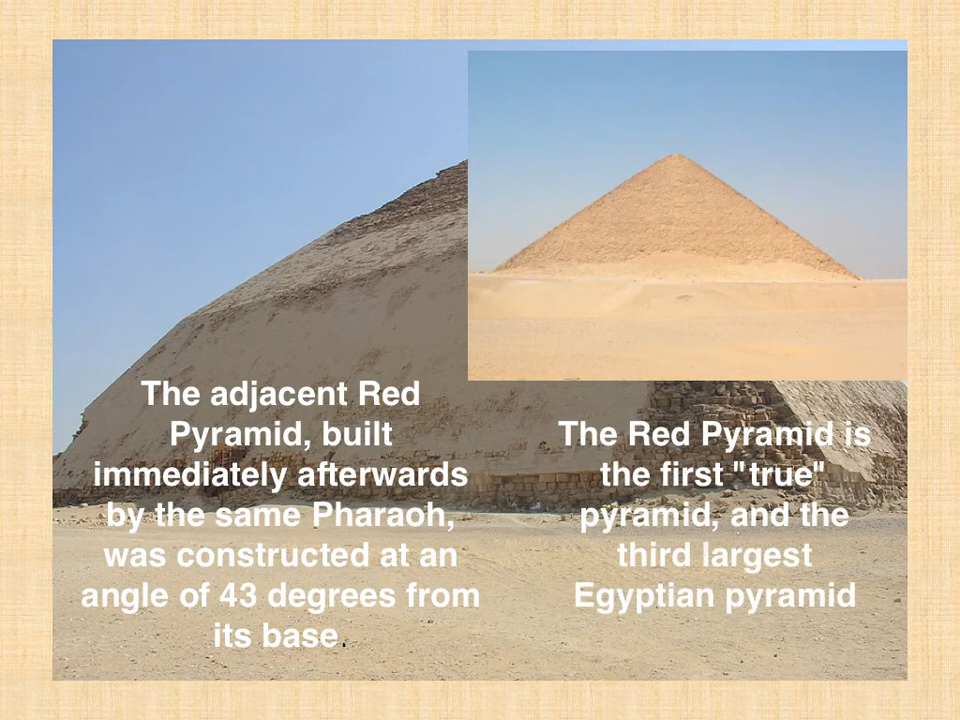 The adjacent Red
Pyramid, built
immediately afterwards
by the same Pharaoh,
was constructed at an
angle of 43 degrees from
its base.
The Red Pyramid is
the first "true"
pyramid, and the
third largest
Egyptian pyramid